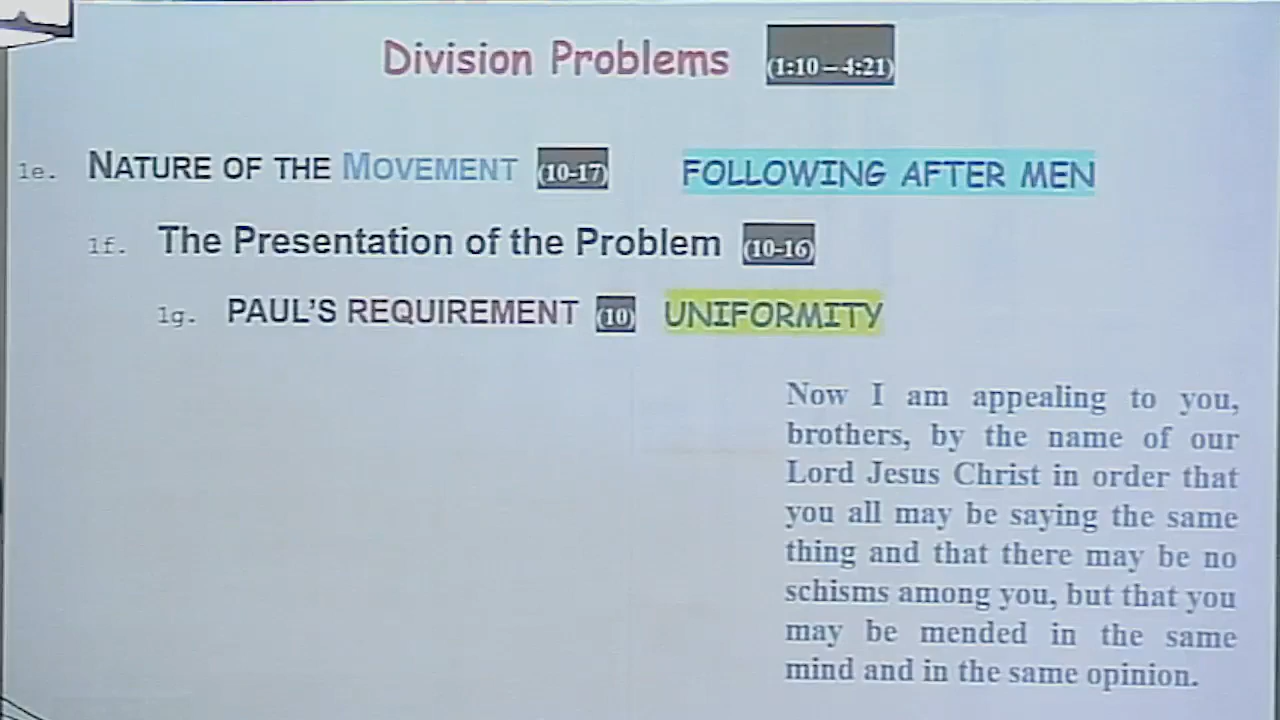 Division Problems (1:10 – 4:21)
1e. NATURE OF THE MOVEMENT (10-17) FOLLOWING AFTER MEN
1f. The Presentation of the Problem (10-16)
1g. PAUL'S REQUIREMENT (10) UNIFORMITY
Now I am appealing to you,
brothers, by the name of our
Lord Jesus Christ in order that
you all may be saying the same
thing and that there may be no
schisms among you, but that you
may be mended in the same
mind and in the same opinion.